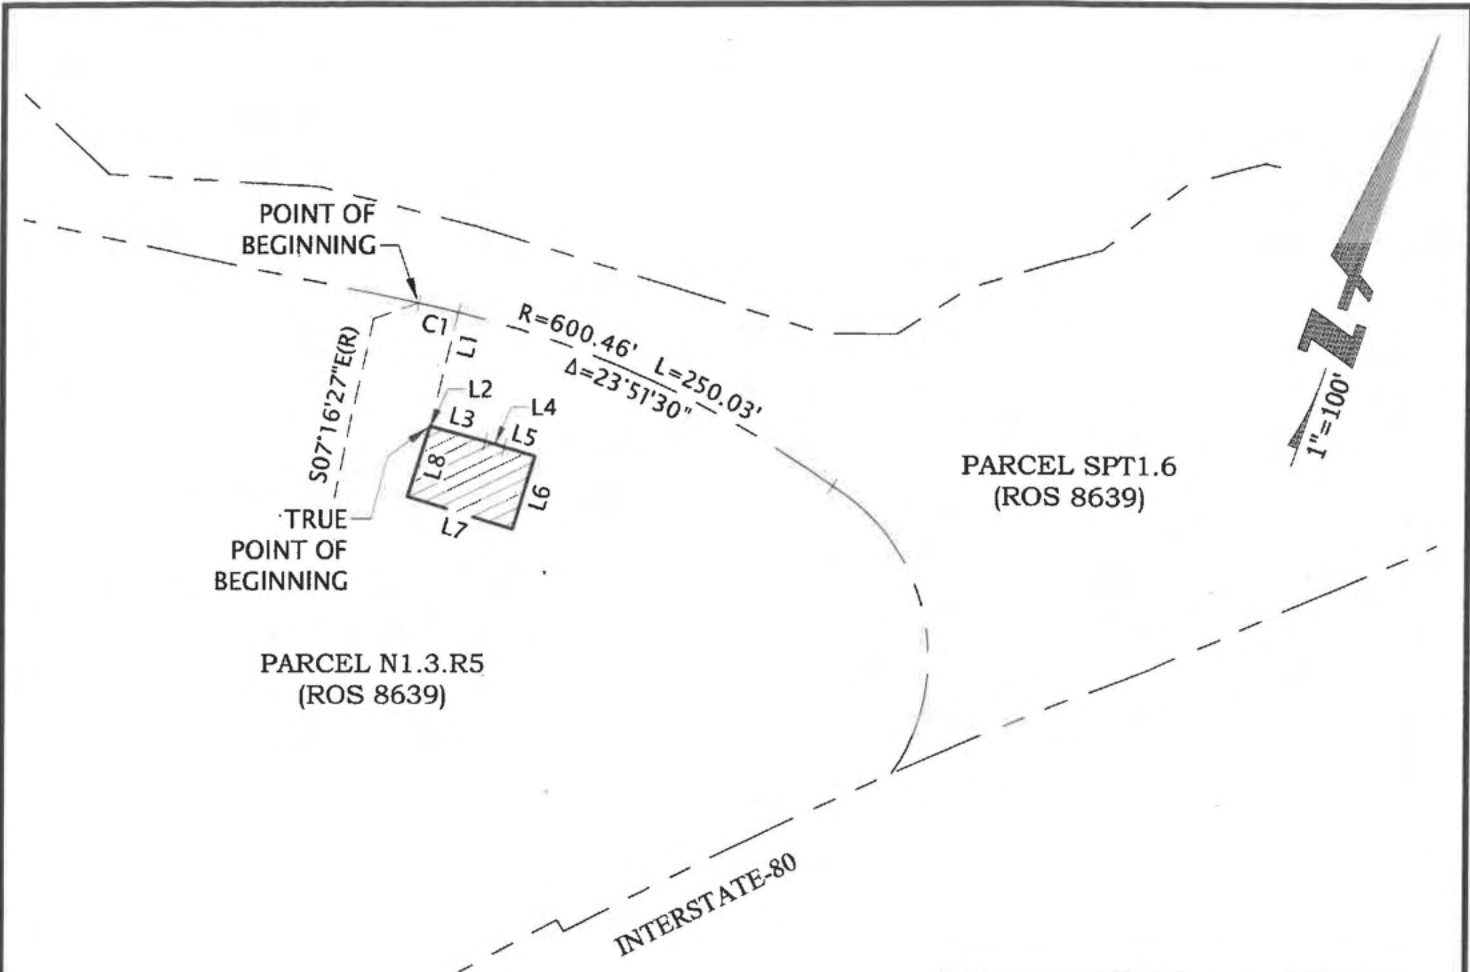 POINT OF
BEGINNING
C1
L1
R=600.46' L=250.03'
Δ=23°51'30"
S07°16'27"E(R)
L2
L3
L4
L5
L8
L6
L7
TRUE
POINT OF
BEGINNING
PARCEL SPT1.6
(ROS 8639)
N
1"=100'
PARCEL N1.3.R5
(ROS 8639)
INTERSTATE-80